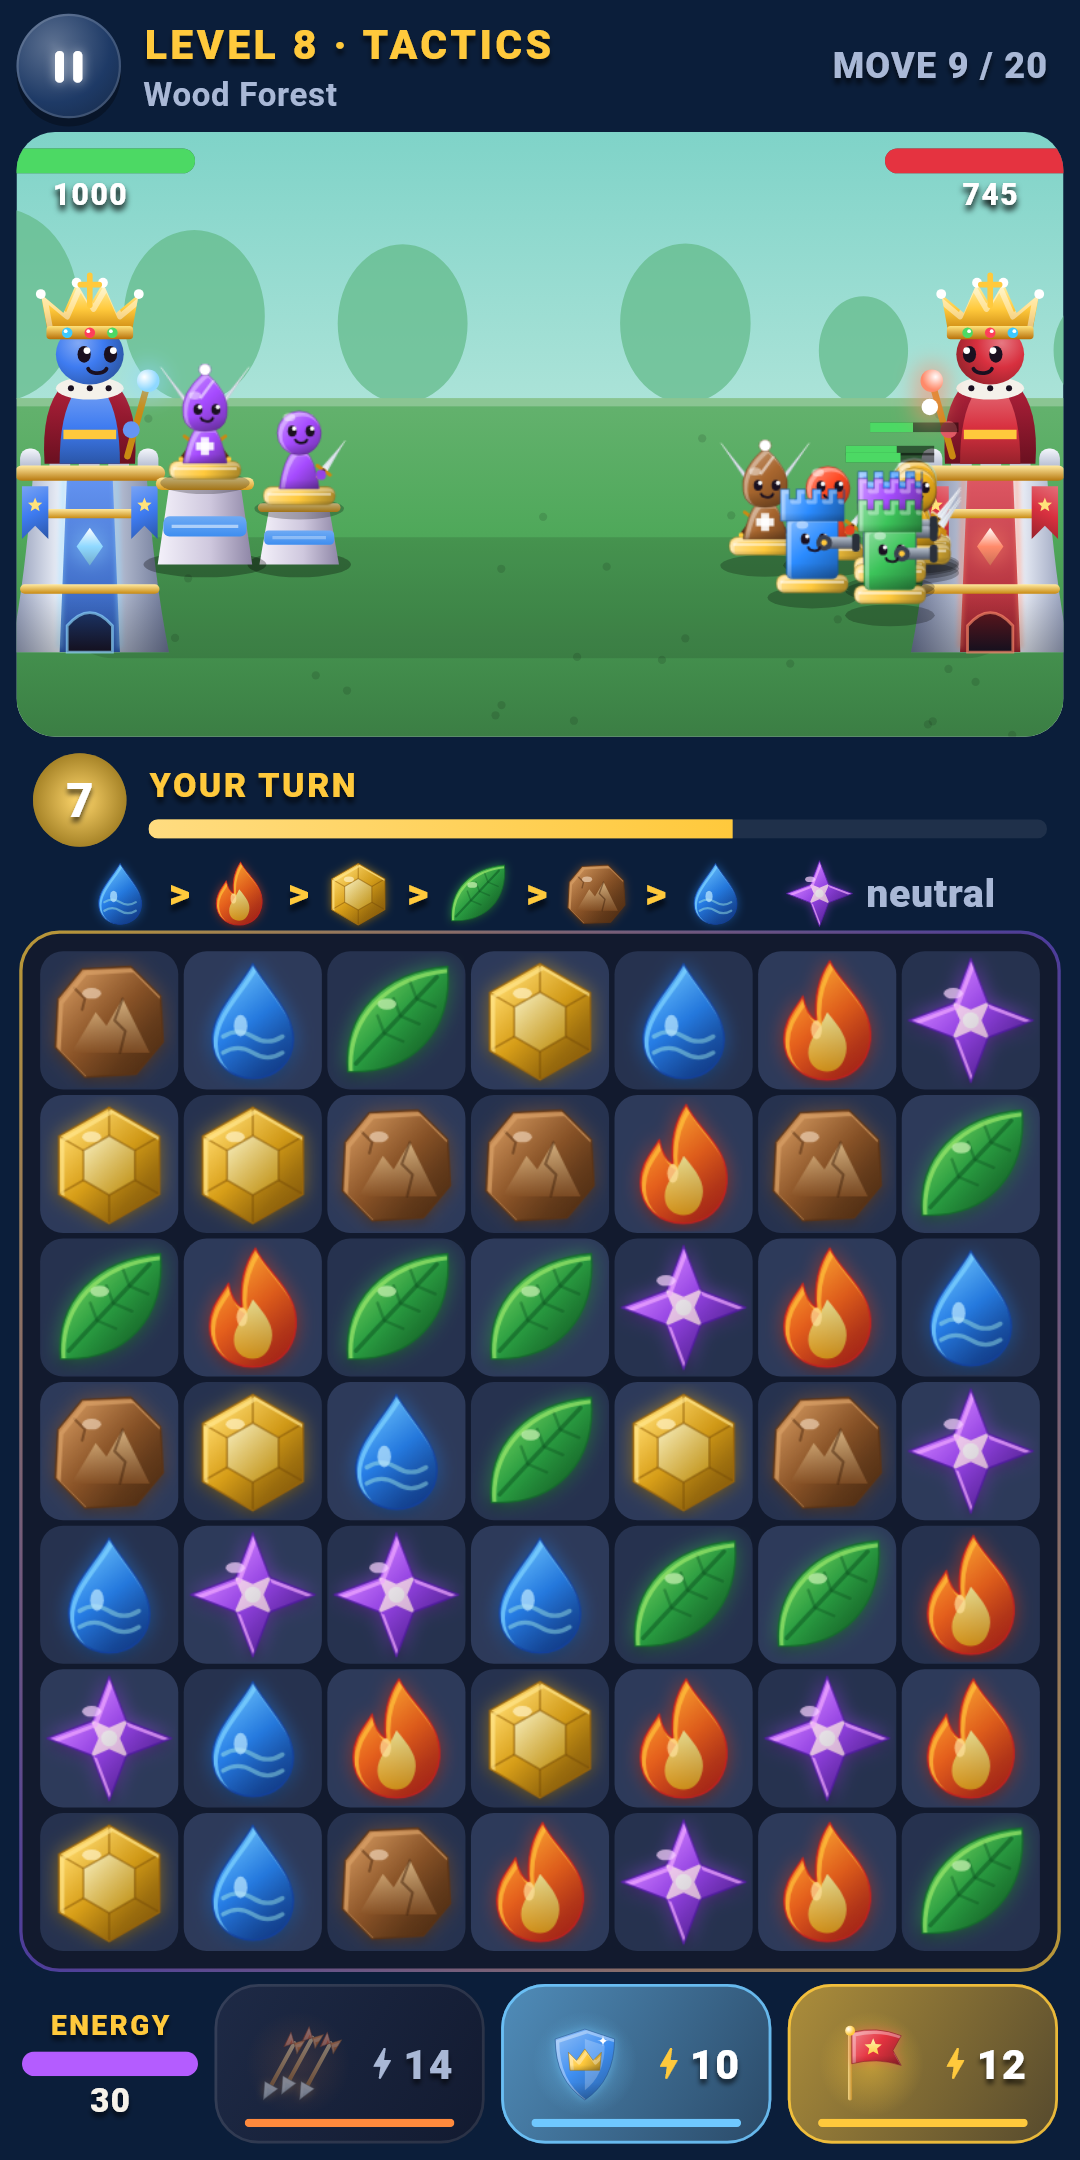 LEVEL 8 · TACTICS
Wood Forest
MOVE 9 / 20
1000
745
7
YOUR TURN
> > > > > neutral
ENERGY
30
14
10
12